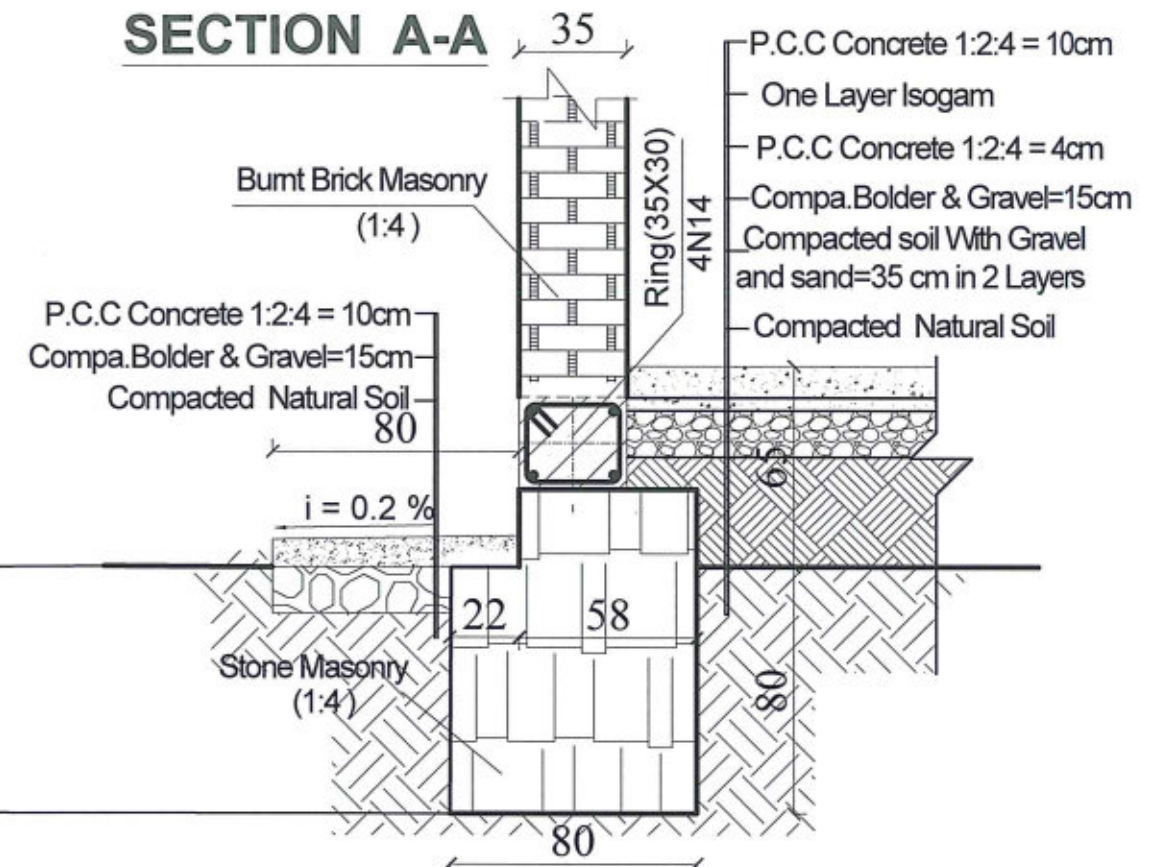 SECTION A-A
35
P.C.C Concrete 1:2:4 = 10cm
One Layer Isogam
P.C.C Concrete 1:2:4 = 4cm
Compa.Bolder & Gravel=15cm
Compacted soil With Gravel
and sand=35 cm in 2 Layers
Compacted Natural Soil
Burnt Brick Masonry
(1:4)
Ring(35X30)
4N14
P.C.C Concrete 1:2:4 = 10cm
Compa.Bolder & Gravel=15cm
Compacted Natural Soil
80
i = 0.2 %
65
22
58
Stone Masonry
(1:4)
80
80